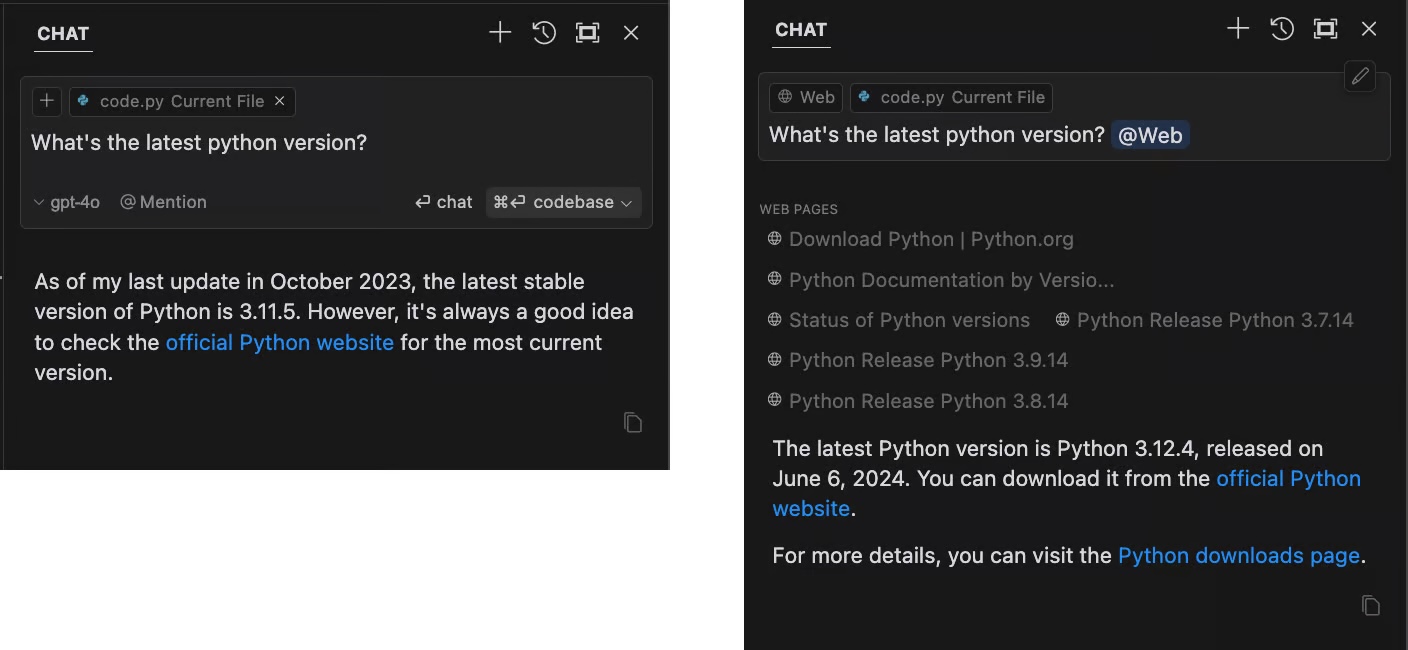 CHAT
code.py Current File
What's the latest python version?
gpt-4o @ Mention chat ⌘ codebase
As of my last update in October 2023, the latest stable
version of Python is 3.11.5. However, it's always a good idea
to check the official Python website for the most current
version.
CHAT
Web code.py Current File
What's the latest python version? @Web
WEB PAGES
Download Python | Python.org
Python Documentation by Versio...
Status of Python versions Python Release Python 3.7.14
Python Release Python 3.9.14
Python Release Python 3.8.14
The latest Python version is Python 3.12.4, released on
June 6, 2024. You can download it from the official Python
website.
For more details, you can visit the Python downloads page.